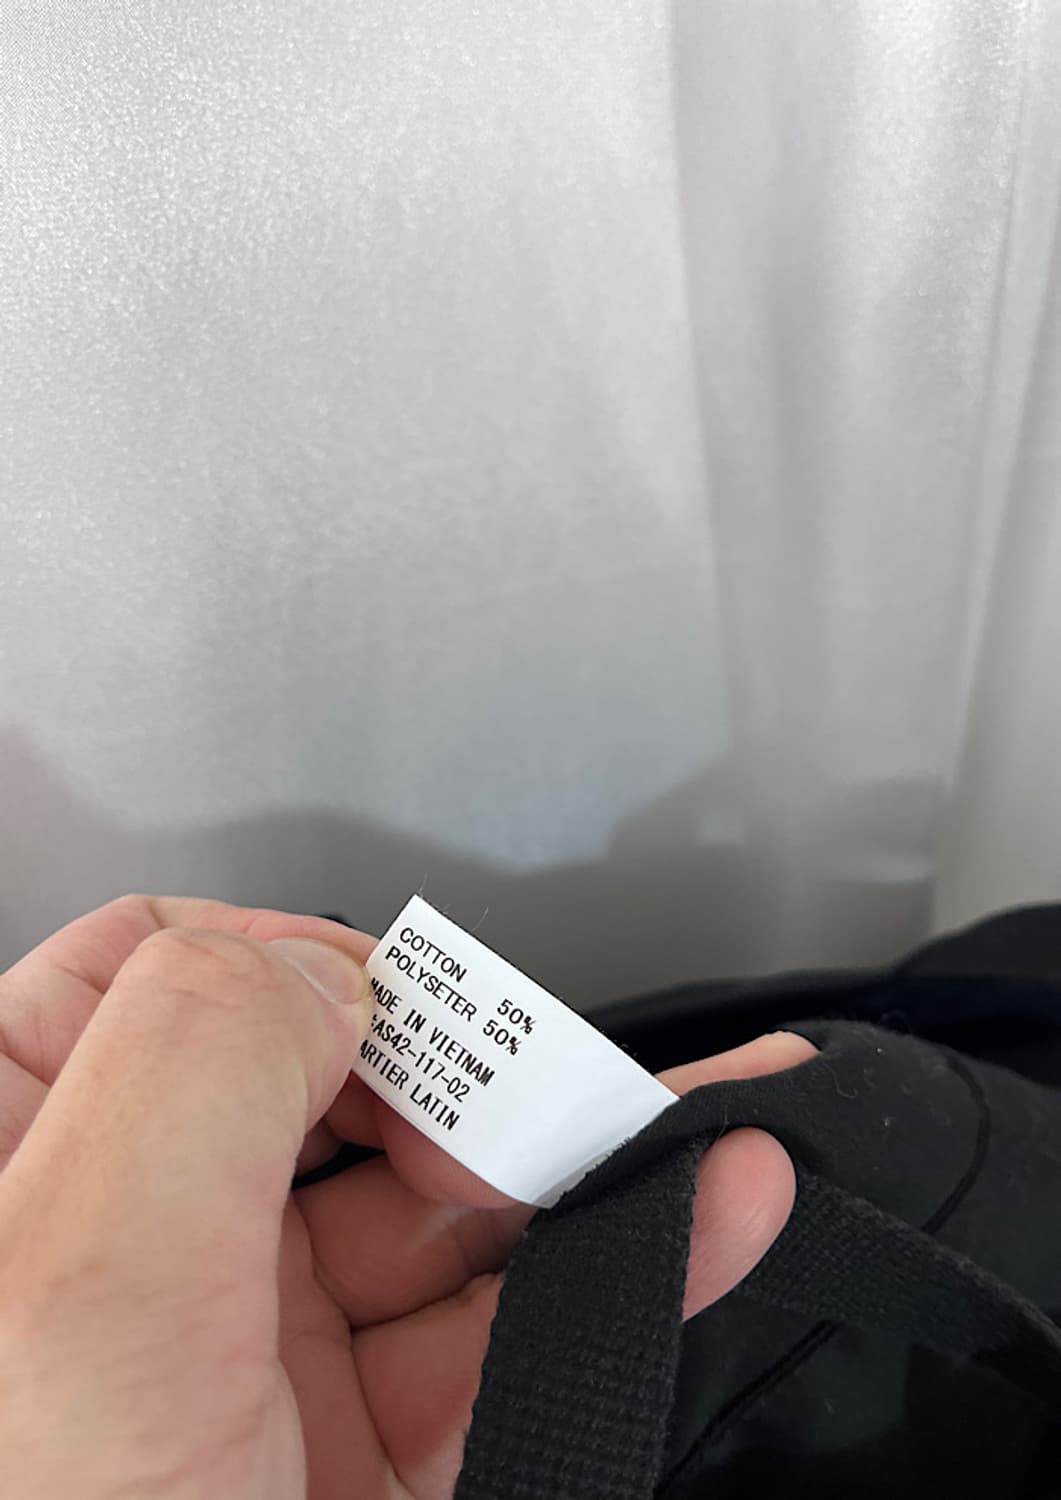 COTTON 50%
POLYSETER 50%
MADE IN VIETNAM
:AS42-117-02
ARTIER LATIN